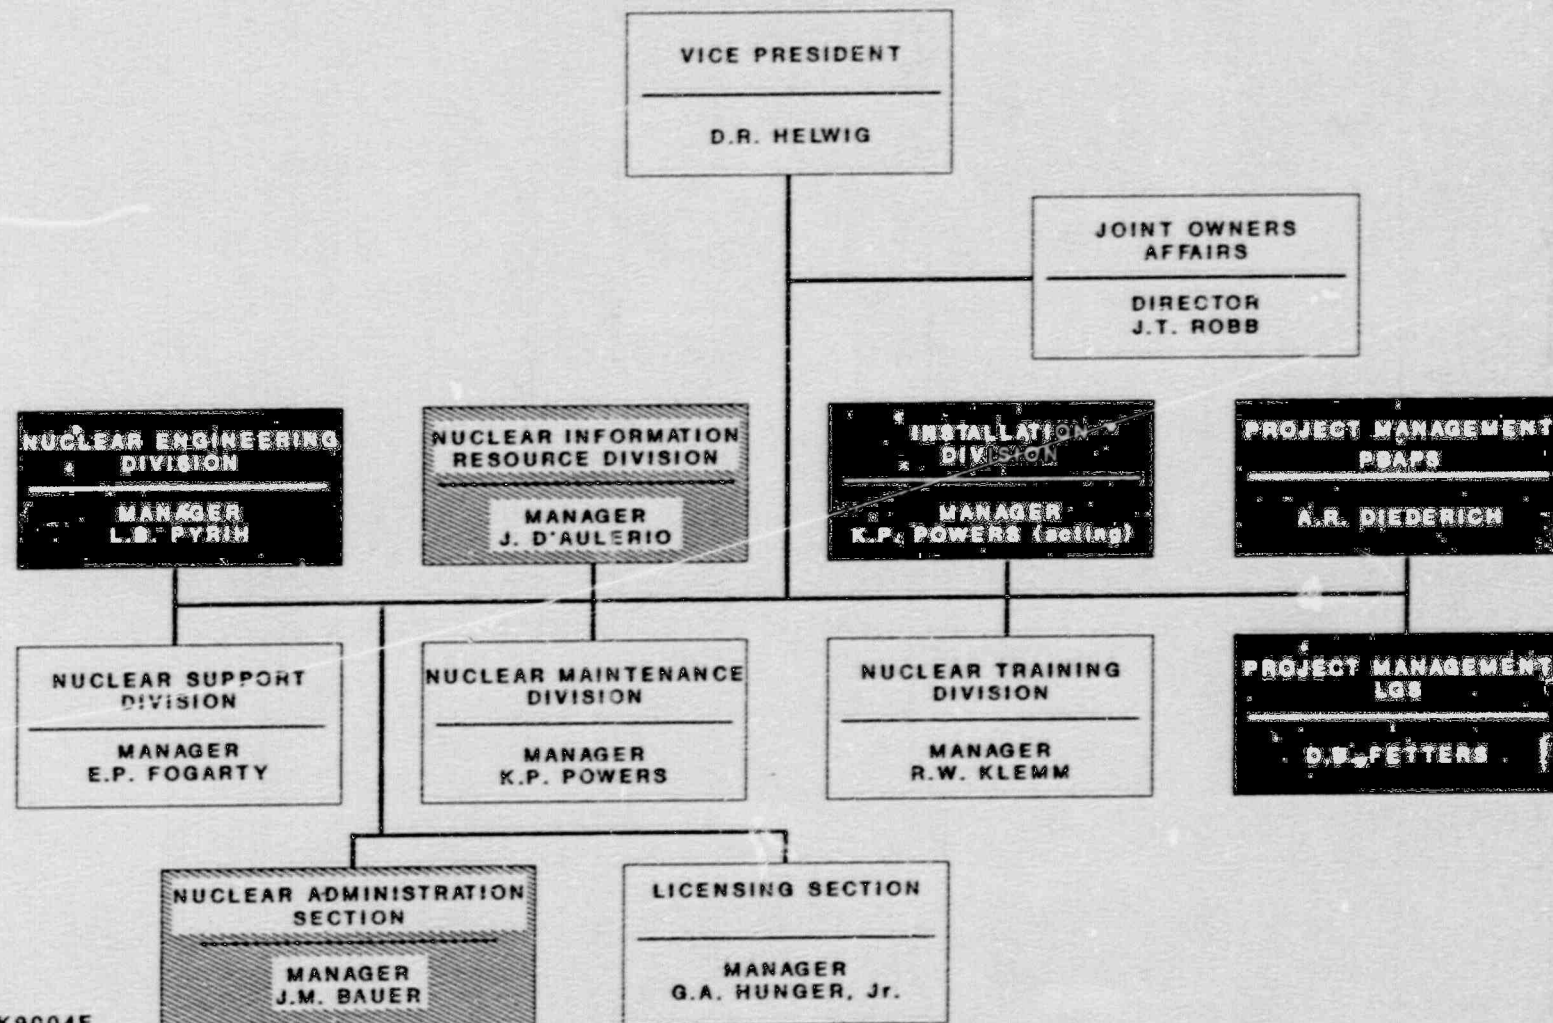 VICE PRESIDENT
D.R. HELWIG
JOINT OWNERS
AFFAIRS
DIRECTOR
J.T. ROBB
NUCLEAR ENGINEERING
DIVISION
MANAGER
L.B. PYRIH
NUCLEAR INFORMATION
RESOURCE DIVISION
MANAGER
J. D'AULERIO
INSTALLATION
DIVISION
MANAGER
K.P. POWERS (acting)
PROJECT MANAGEMENT
PBAPS
A.R. DIEDERICH
NUCLEAR SUPPORT
DIVISION
MANAGER
E.P. FOGARTY
NUCLEAR MAINTENANCE
DIVISION
MANAGER
K.P. POWERS
NUCLEAR TRAINING
DIVISION
MANAGER
R.W. KLEMM
PROJECT MANAGEMENT
LGS
FETTERS
NUCLEAR ADMINISTRATION
SECTION
MANAGER
J.M. BAUER
LICENSING SECTION
MANAGER
G.A. HUNGER, Jr.